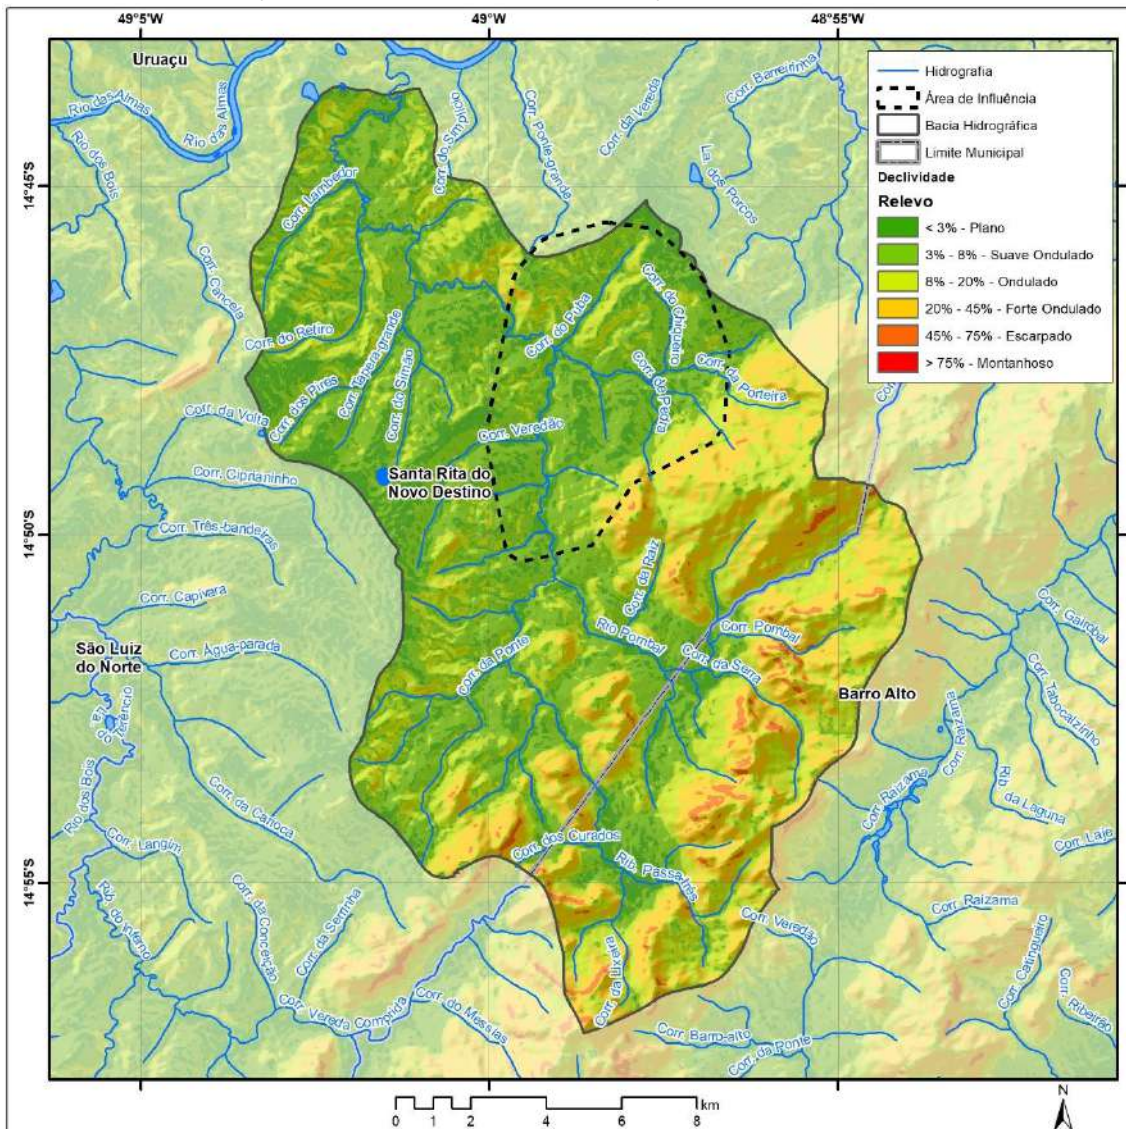 49°5'W
49°W
48°55'W
Uruaçu
Rio das Almas
Rio das Almas
Rio dos Bois
Corr. Lambedor
Corr. do Simão
Corr. Ponte-grande
Corr. da Vereda
Corr. Barreirinha
La. dos Porcos
Hidrografia
Área de Influência
Bacia Hidrográfica
Limite Municipal
Declividade
Relevo
< 3% - Plano
3% - 8% - Suave Ondulado
8% - 20% - Ondulado
20% - 45% - Forte Ondulado
45% - 75% - Escarpado
> 75% - Montanhoso
14°45'S
Corr. Cancela
Corr. do Retiro
Corr. Tapera-grande
Corr. do Simão
Corr. dos Pires
Corr. do Puba
Corr. do Chiqueiro
Corr. de Pedra
Corr. da Porteira
Corr. da Volta
Corr. Veredão
Corr. Ciprianinho
Santa Rita do
Novo Destino
Corr. Três-bandeiras
14°50'S
Corr. Capivara
Corr. da Raiz
Rio Pombal
Corr. Pombal
Corr. da Serra
Corr. Gairobal
Corr. Tabocalzinho
São Luiz
do Norte
Corr. Água-parada
Corr. da Ponte
Barro Alto
Corr. Raizama
Corr. Raizama
Rib. da Laguna
Corr. Laje
Rio dos Bois
Corr. da Carioca
Corr. Langim
Corr. dos Curados
Rib. Passa-três
14°55'S
Rib. do Inferno
Corr. da Conceição
Corr. da Serrinha
Corr. Veredão
Corr. Raizama
Corr. Catingueiro
Corr. Ribeirão
Corr. da Lixeira
Corr. Vereda Comprida
Corr. do Messias
Corr. Barro-alto
Corr. da Ponte
N
km
0 1 2 4 6 8